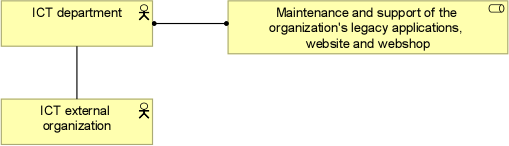 ICT department
Maintenance and support of the
organization's legacy applications,
website and webshop
ICT external
organization